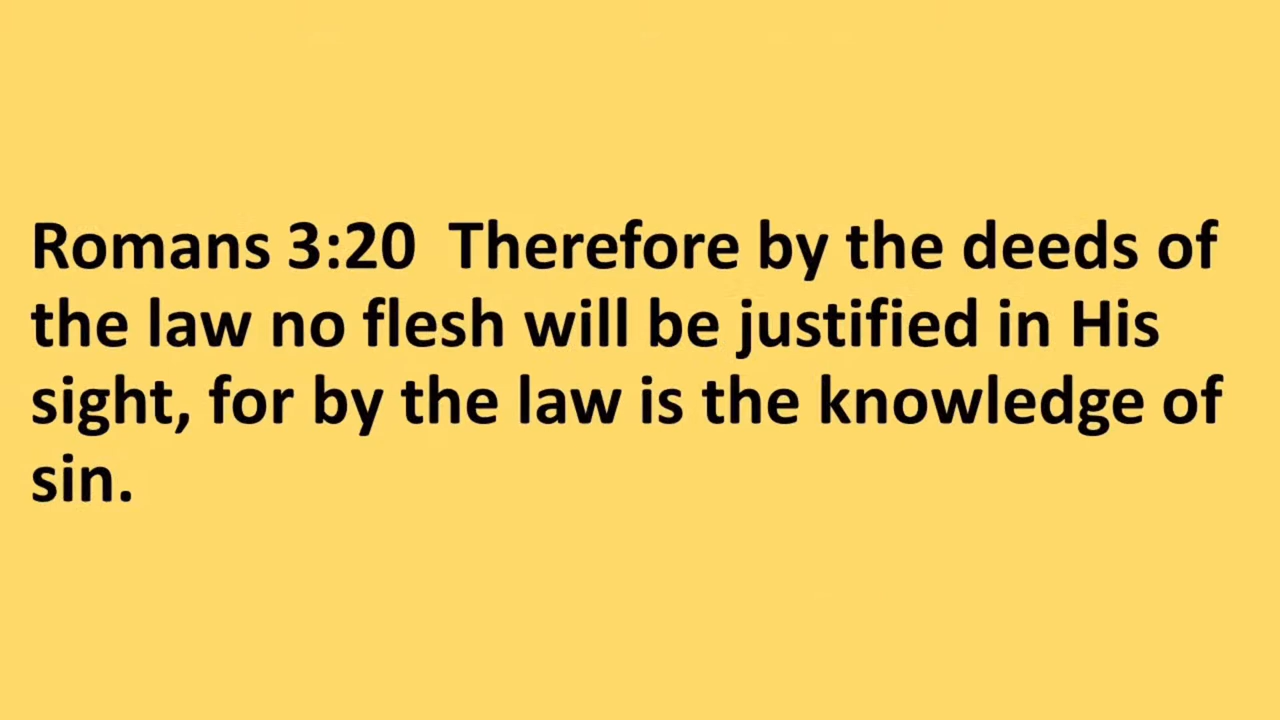 Romans 3:20  Therefore by the deeds of
the law no flesh will be justified in His
sight, for by the law is the knowledge of
sin.